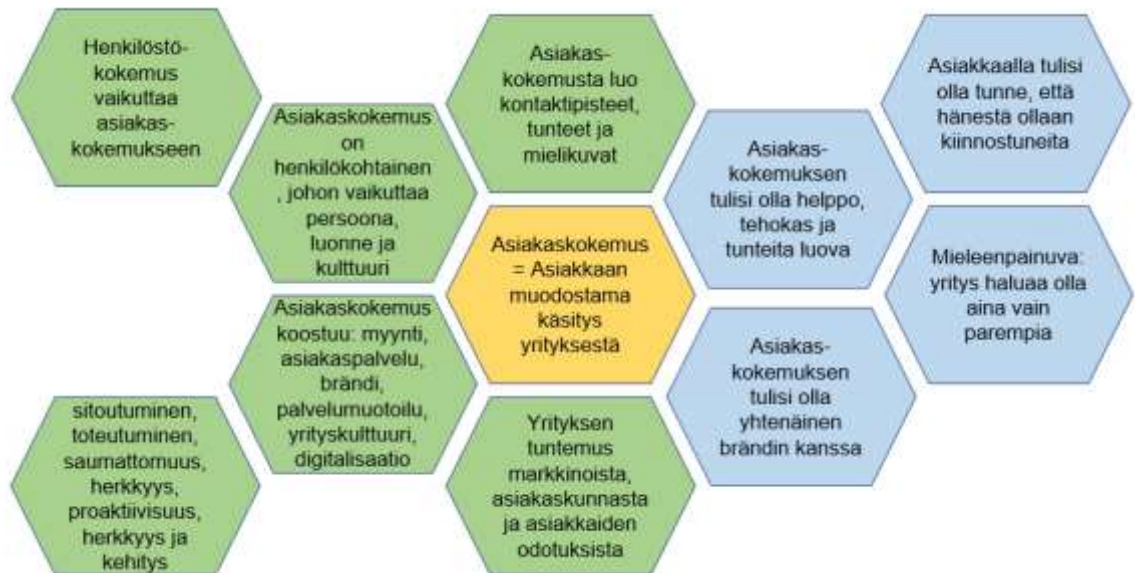 Henkilöstö-
kokemus
vaikuttaa
asiakas-
kokemukseen
Asiakaskokemus
on
henkilökohtainen
, johon vaikuttaa
persoona,
luonne ja
kulttuuri
Asiakaskokemus
koostuu: myynti,
asiakaspalvelu,
brändi,
palvelumuotoilu,
yrityskulttuuri,
digitalisaatio
sitoutuminen,
toteutuminen,
saumattomuus,
herkkyys,
proaktiivisuus,
herkkyys ja
kehitys
Asiakas-
kokemusta luo
kontaktipisteet,
tunteet ja
mielikuvat
Asiakaskokemus
= Asiakkaan
muodostama
käsitys
yrityksestä
Yrityksen
tuntemus
markkinoista,
asiakaskunnasta
ja asiakkaiden
odotuksista
Asiakas-
kokemuksen
tulisi olla helppo,
tehokas ja
tunteita luova
Asiakas-
kokemuksen
tulisi olla
yhtenäinen
brändin kanssa
Asiakkaalla tulisi
olla tunne, että
hänestä ollaan
kiinnostuneita
Mieleenpainuva:
yritys haluaa olla
aina vain
parempia